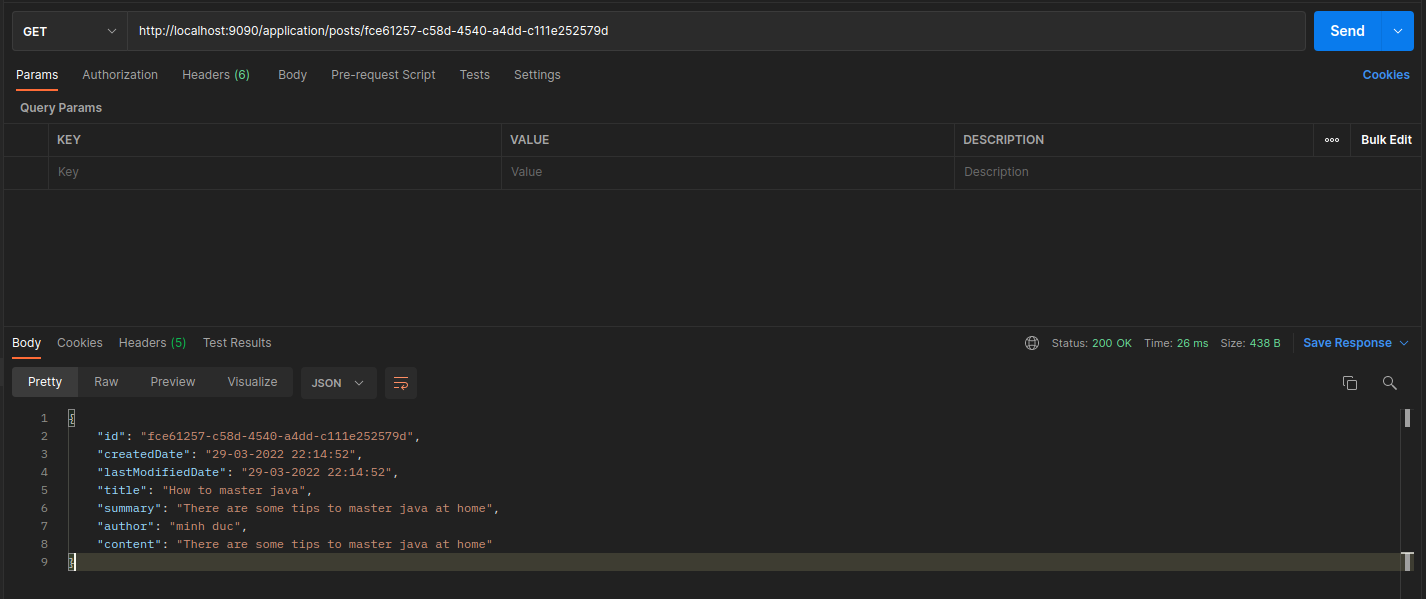 GET http://localhost:9090/application/posts/fce61257-c58d-4540-a4dd-c111e252579d Send
Params Authorization Headers (6) Body Pre-request Script Tests Settings Cookies
Query Params
KEY VALUE DESCRIPTION ooo Bulk Edit
Key Value Description
Body Cookies Headers (5) Test Results Status: 200 OK Time: 26 ms Size: 438 B Save Response
Pretty Raw Preview Visualize JSON
1 {
2 "id": "fce61257-c58d-4540-a4dd-c111e252579d",
3 "createdDate": "29-03-2022 22:14:52",
4 "lastModifiedDate": "29-03-2022 22:14:52",
5 "title": "How to master java",
6 "summary": "There are some tips to master java at home",
7 "author": "minh duc",
8 "content": "There are some tips to master java at home"
9 }